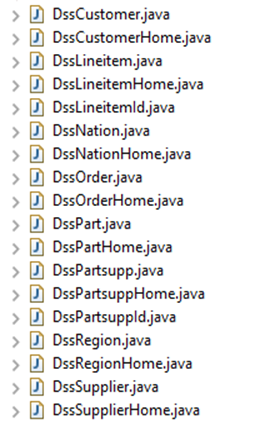 DssCustomer.java
DssCustomerHome.java
DssLineitem.java
DssLineitemHome.java
DssLineitemId.java
DssNation.java
DssNationHome.java
DssOrder.java
DssOrderHome.java
DssPart.java
DssPartHome.java
DssPartsupp.java
DssPartsuppHome.java
DssPartsuppId.java
DssRegion.java
DssRegionHome.java
DssSupplier.java
DssSupplierHome.java